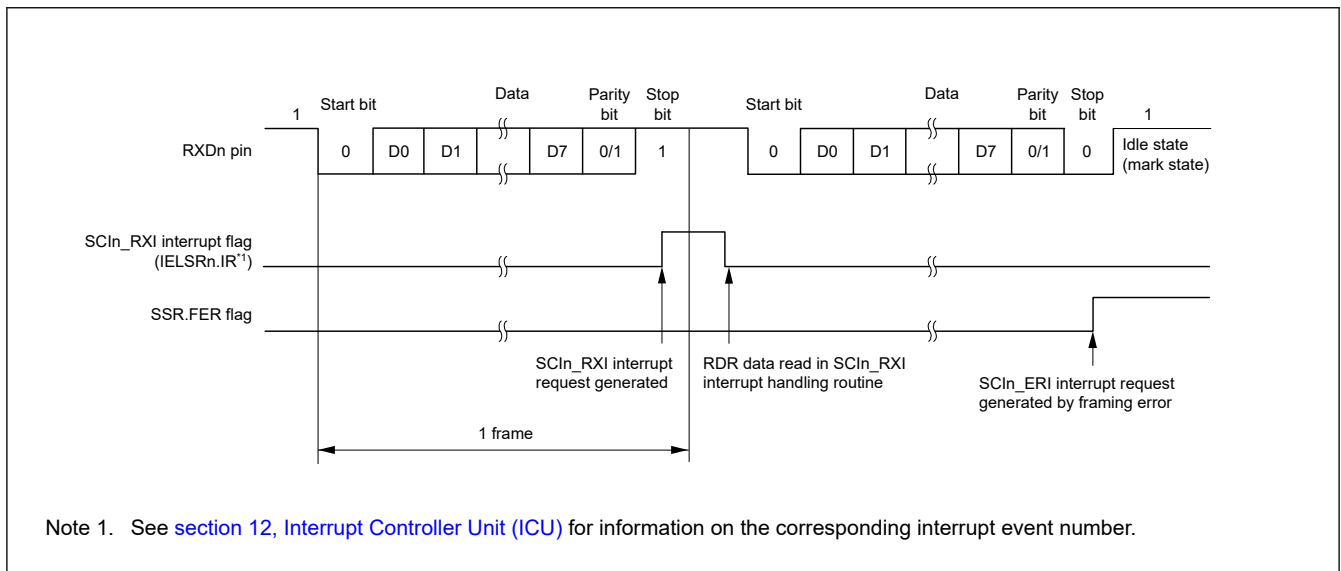 1
Start bit
Data
Parity bit
Stop bit
Start bit
Data
Parity bit
Stop bit
1
RXDn pin
0
D0
D1
D7
0/1
1
0
D0
D1
D7
0/1
0
Idle state
(mark state)
SCIn_RXI interrupt flag
(IELSRn.IR*1)
SSR.FER flag
SCIn_RXI interrupt
request generated
RDR data read in SCIn_RXI
interrupt handling routine
SCIn_ERI interrupt request
generated by framing error
1 frame
Note 1. See section 12, Interrupt Controller Unit (ICU) for information on the corresponding interrupt event number.